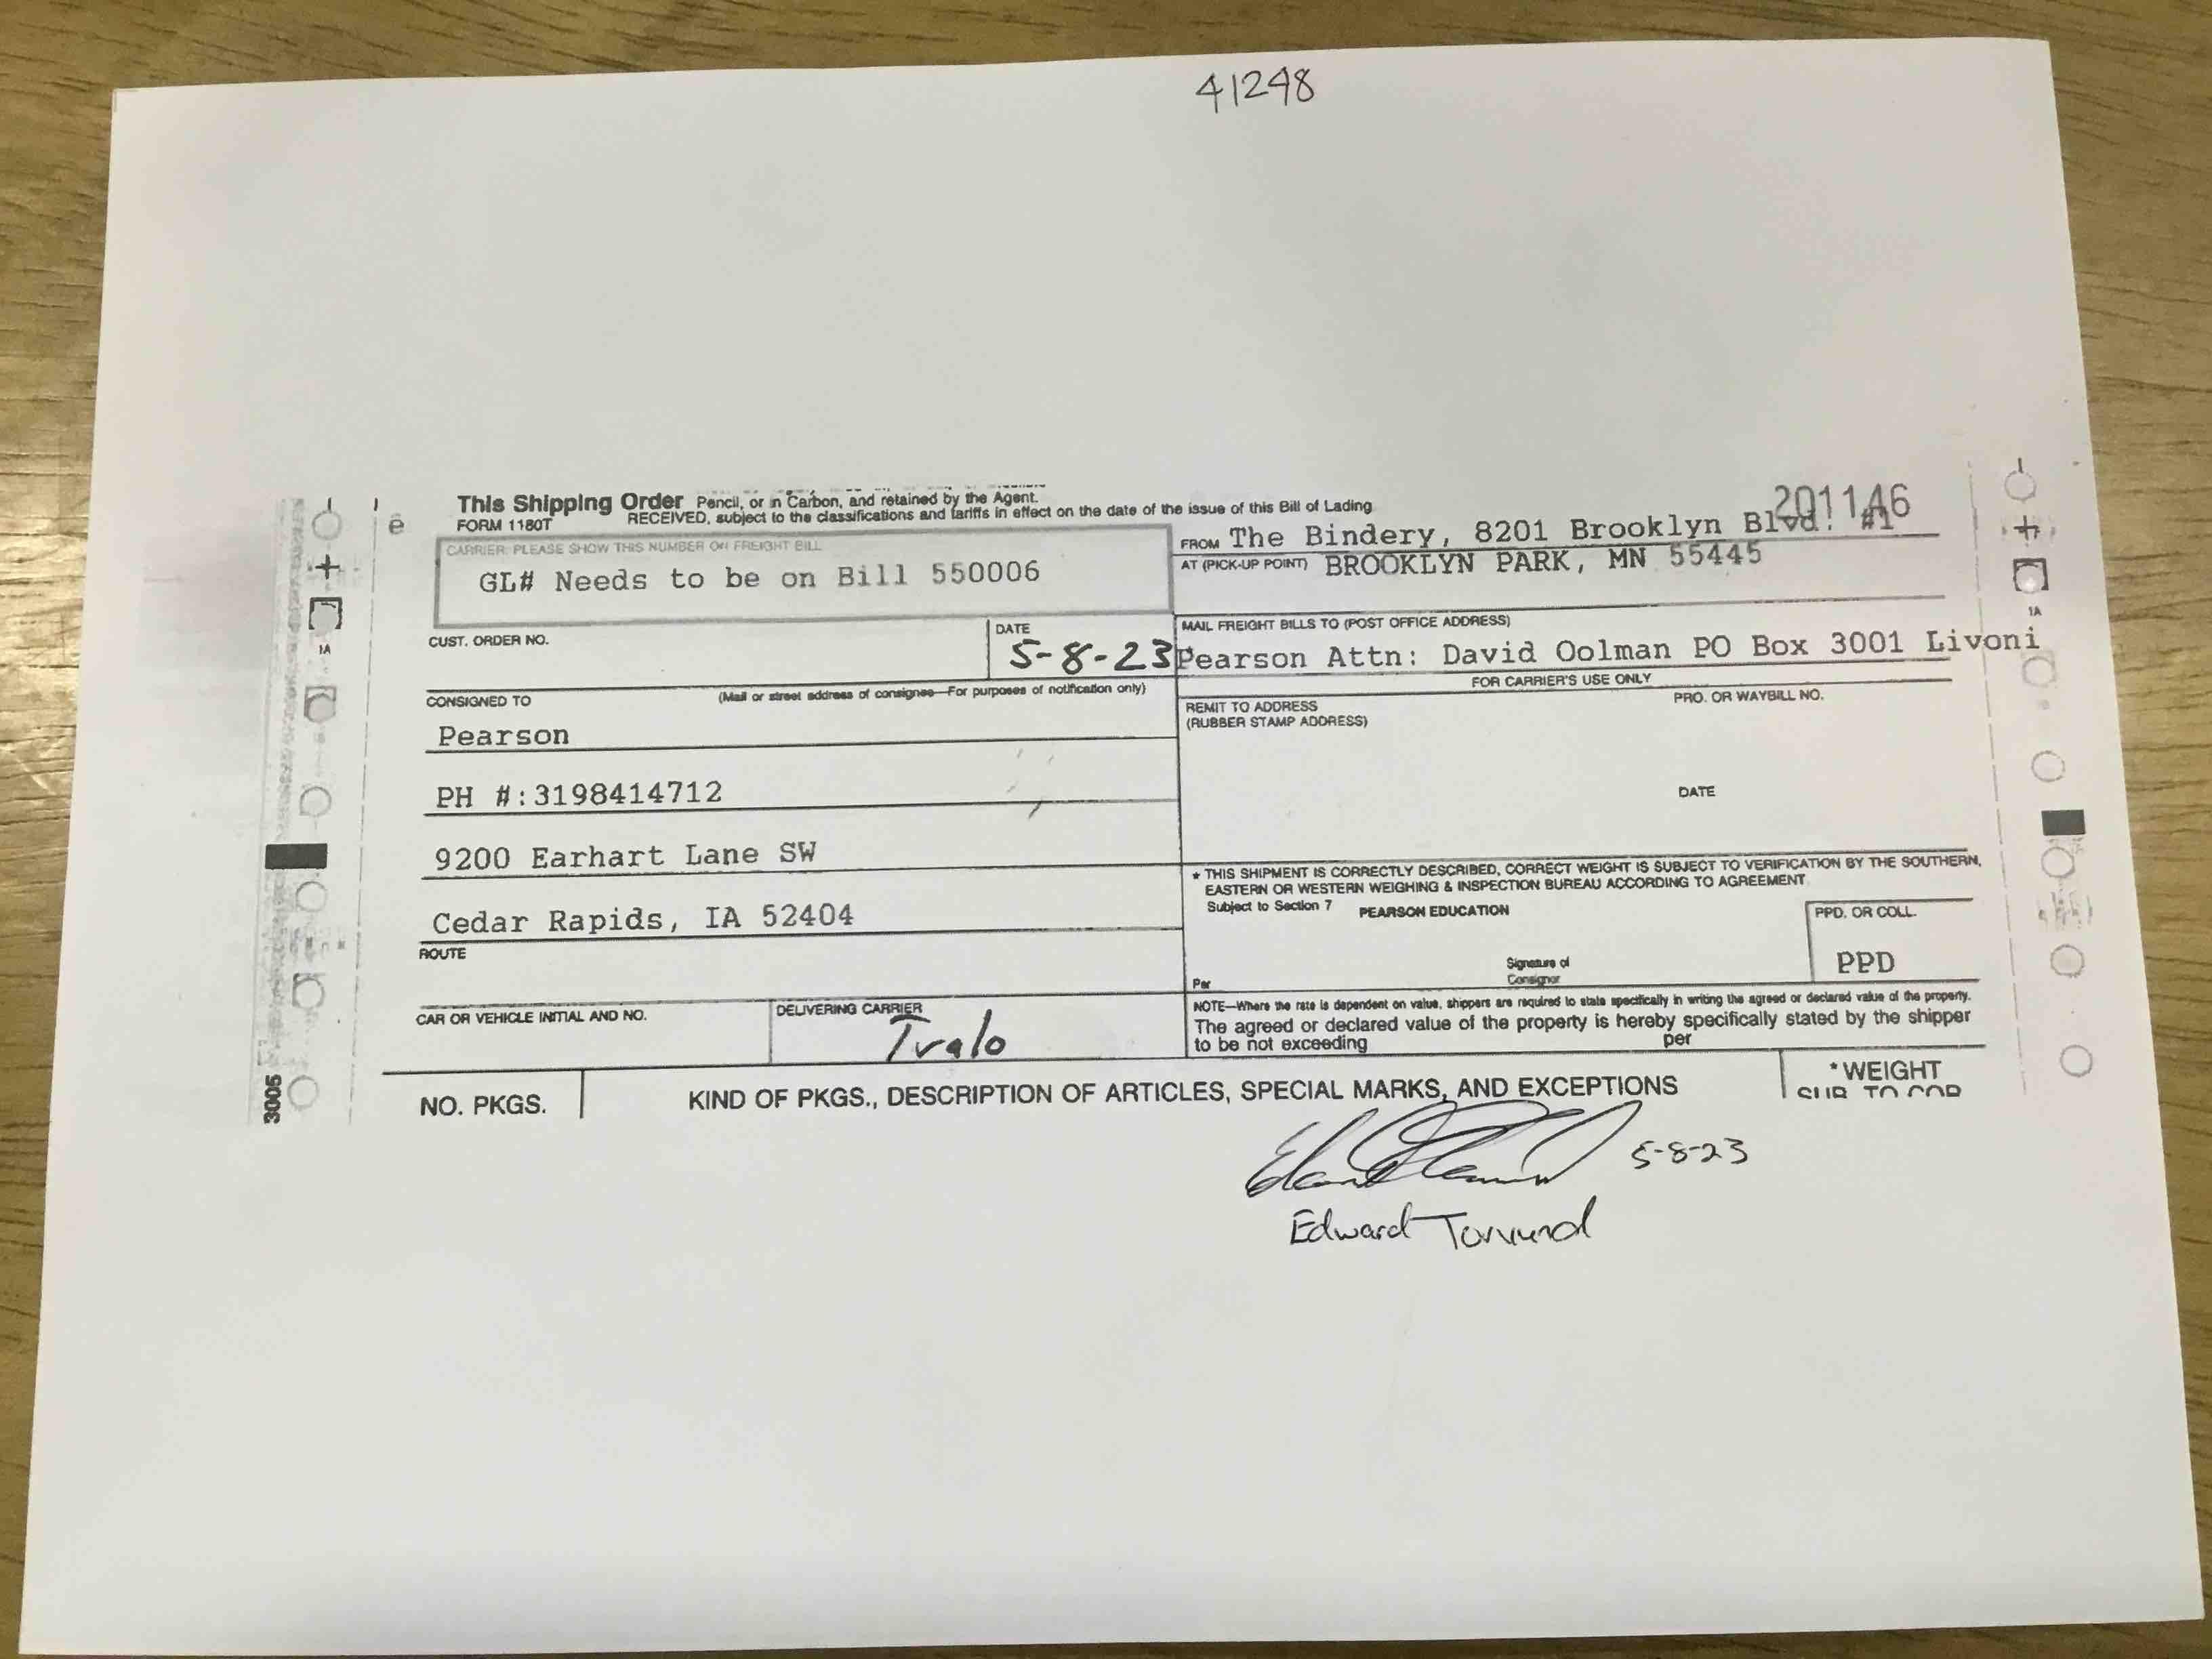 41248
This Shipping Order Pencil, or in Carbon, and retained by the Agent.
FORM 1180T RECEIVED, subject to the classifications and tariffs in effect on the date of the issue of this Bill of Lading
201146
CARRIER: PLEASE SHOW THIS NUMBER ON FREIGHT BILL
GL# Needs to be on Bill 550006
FROM The Bindery, 8201 Brooklyn Blvd. #1
AT (PICK-UP POINT) BROOKLYN PARK, MN 55445
CUST. ORDER NO.
DATE
5-8-23
MAIL FREIGHT BILLS TO (POST OFFICE ADDRESS)
Pearson Attn: David Oolman PO Box 3001 Livoni
CONSIGNED TO (Mail or street address of consignee—For purposes of notification only)
Pearson
PH #:3198414712
9200 Earhart Lane SW
Cedar Rapids, IA 52404
ROUTE
FOR CARRIER'S USE ONLY
REMIT TO ADDRESS
(RUBBER STAMP ADDRESS)
PRO. OR WAYBILL NO.
DATE
* THIS SHIPMENT IS CORRECTLY DESCRIBED, CORRECT WEIGHT IS SUBJECT TO VERIFICATION BY THE SOUTHERN,
EASTERN OR WESTERN WEIGHING & INSPECTION BUREAU ACCORDING TO AGREEMENT
Subject to Section 7 PEARSON EDUCATION
PPD. OR COLL.
PPD
Per
Signature of
Consignor
CAR OR VEHICLE INITIAL AND NO.
DELIVERING CARRIER
NOTE—Where the rate is dependent on value, shippers are required to state specifically in writing the agreed or declared value of the property.
The agreed or declared value of the property is hereby specifically stated by the shipper
to be not exceeding per
NO. PKGS.
KIND OF PKGS., DESCRIPTION OF ARTICLES, SPECIAL MARKS, AND EXCEPTIONS
*WEIGHT
SUB TO COR
5-8-23
Edward
3005
1A
1A